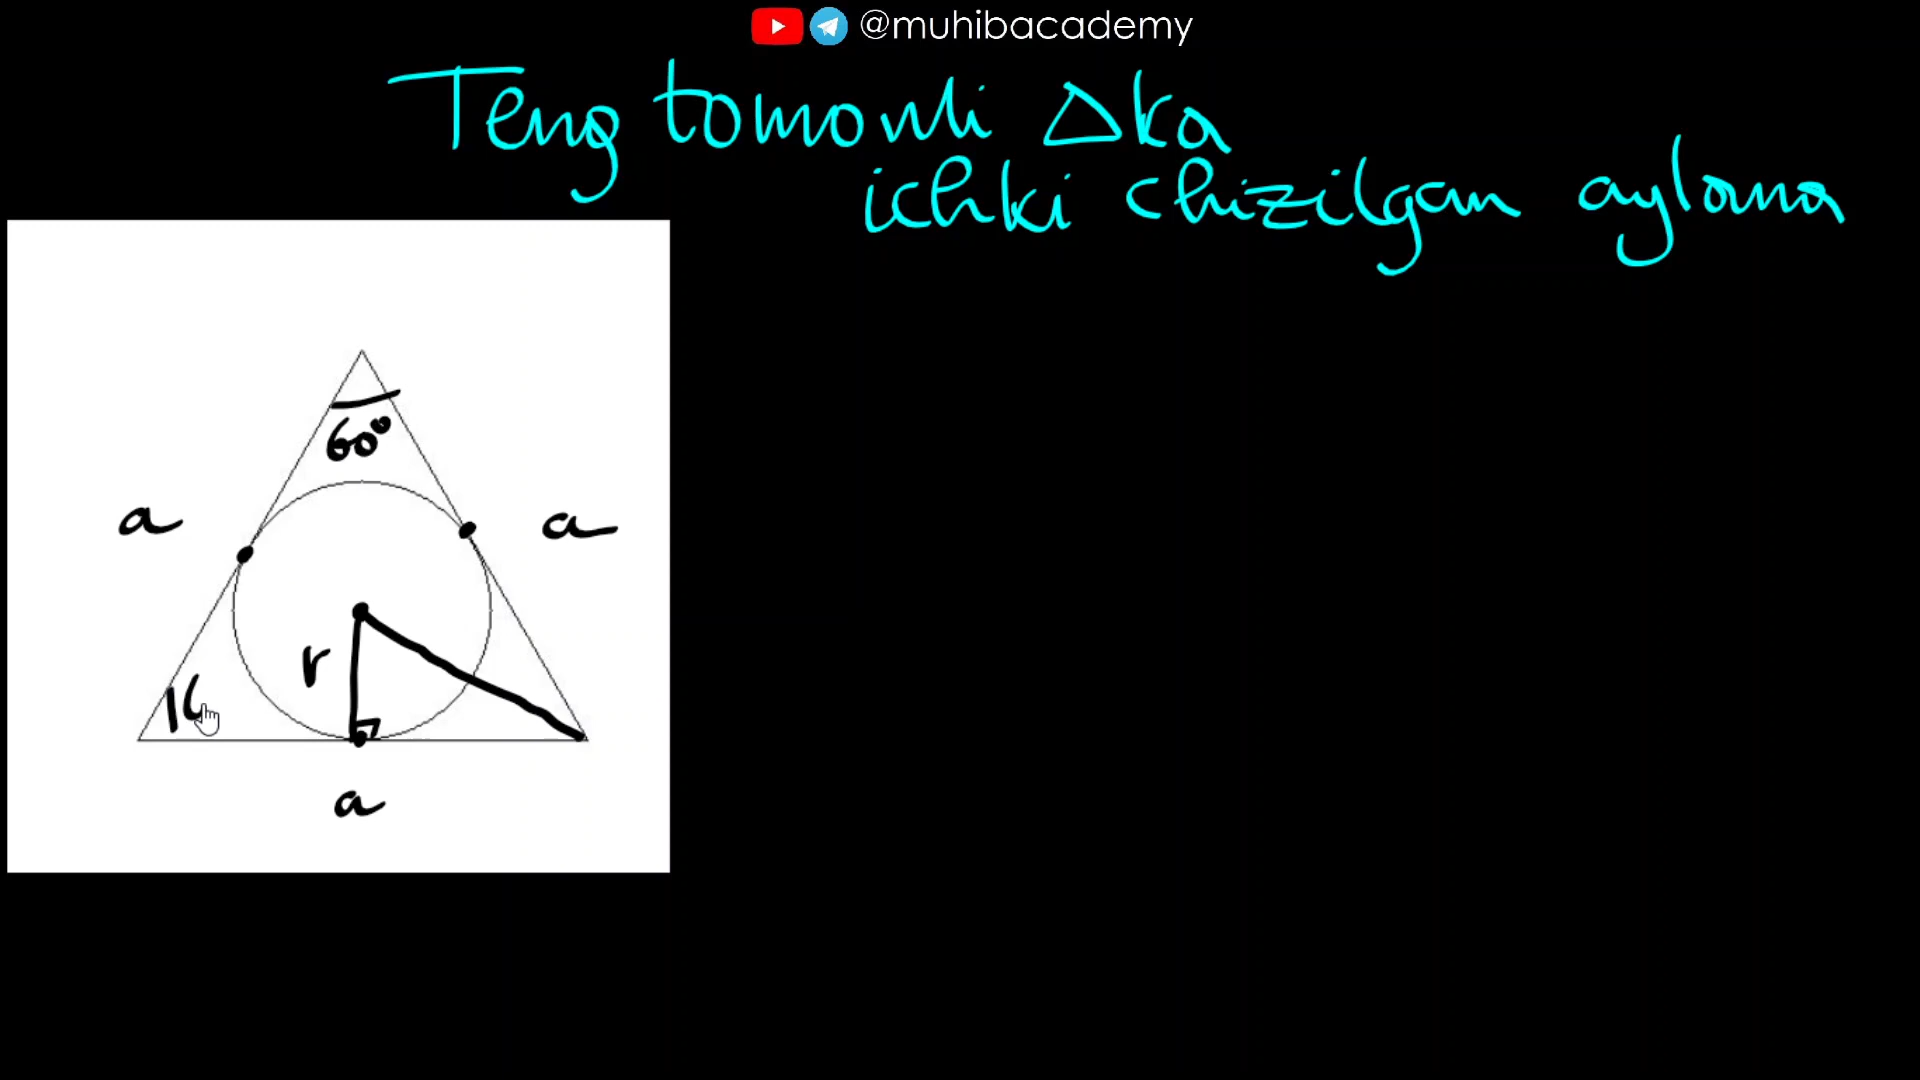 @muhibacademy
Teng tomonli Δka
ichki chizilgan aylana
60°
a
a
r
a